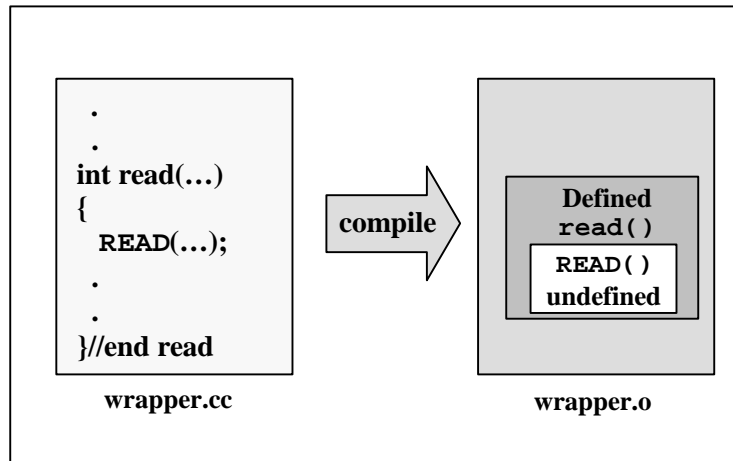 .
.
int read(…)
{
READ(…);
.
.
}//end read
wrapper.cc
compile
Defined
read()
READ()
undefined
wrapper.o